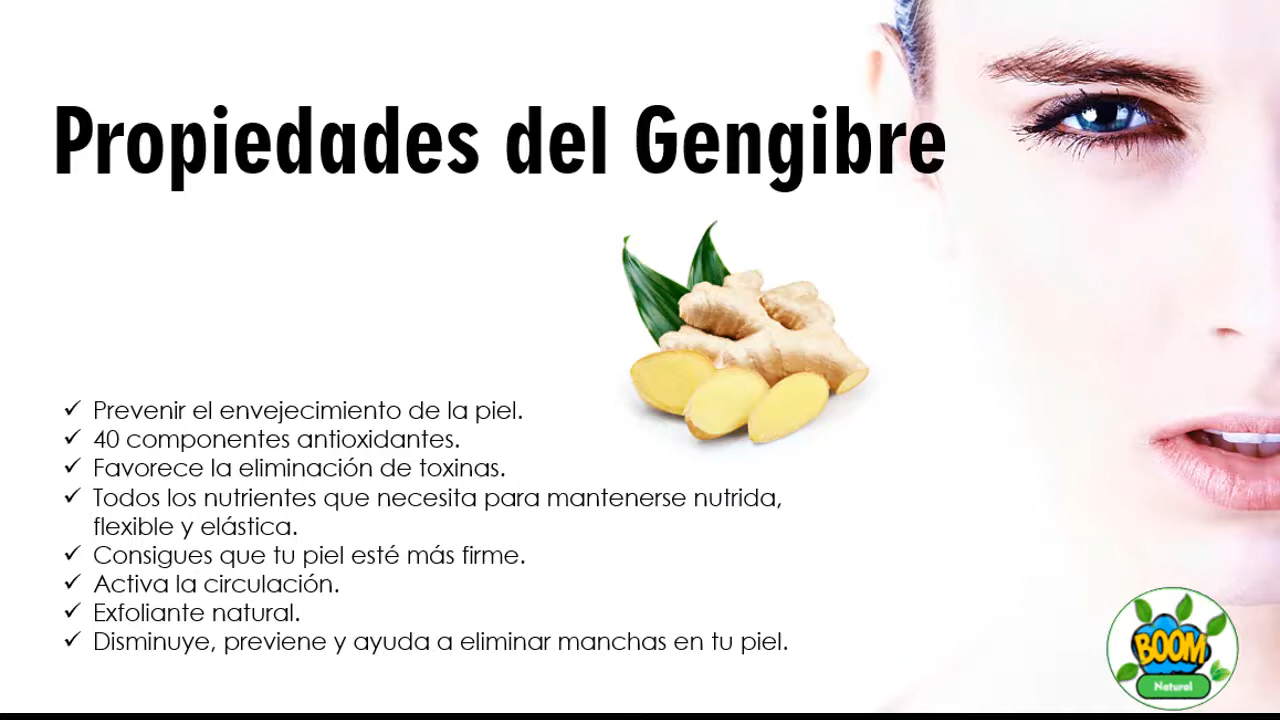 Propiedades del Gengibre
✓ Prevenir el envejecimiento de la piel.
✓ 40 componentes antioxidantes.
✓ Favorece la eliminación de toxinas.
✓ Todos los nutrientes que necesita para mantenerse nutrida,
flexible y elástica.
✓ Consigues que tu piel esté más firme.
✓ Activa la circulación.
✓ Exfoliante natural.
✓ Disminuye, previene y ayuda a eliminar manchas en tu piel.
BOOM
Natural